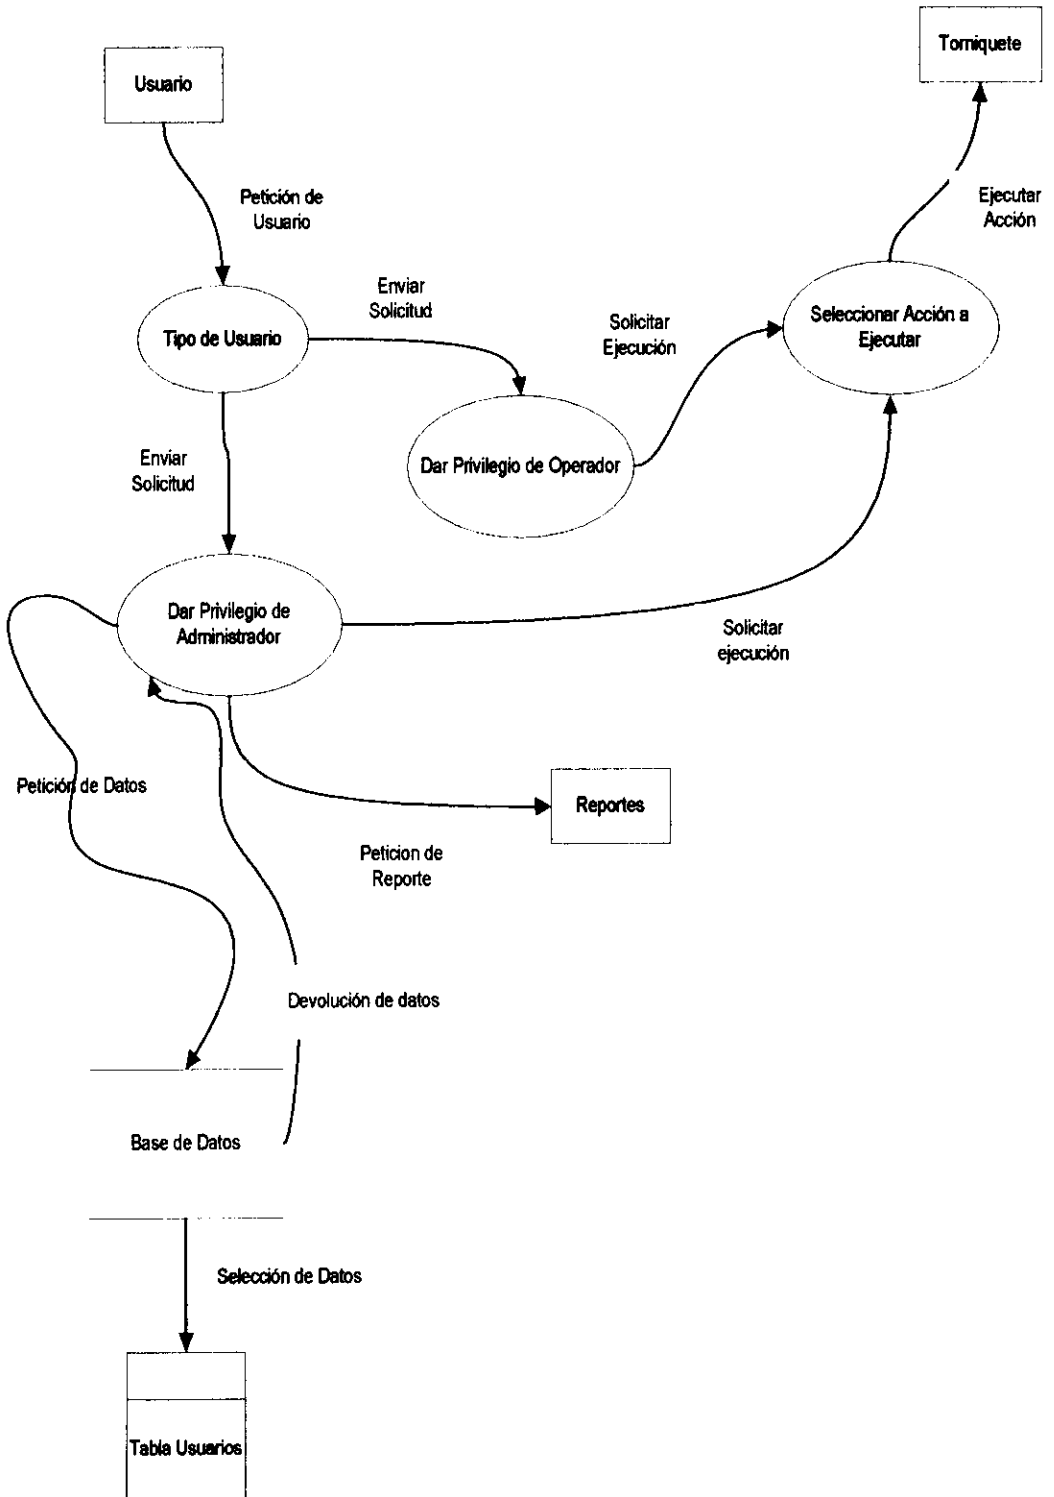 Torniquete
Usuario
Petición de
Usuario
Ejecutar
Acción
Enviar
Solicitud
Seleccionar Acción a
Ejecutar
Tipo de Usuario
Solicitar
Ejecución
Enviar
Solicitud
Dar Privilegio de Operador
Dar Privilegio de
Administrador
Solicitar
ejecución
Petición de Datos
Reportes
Peticion de
Reporte
Devolución de datos
Base de Datos
Selección de Datos
Tabla Usuarios